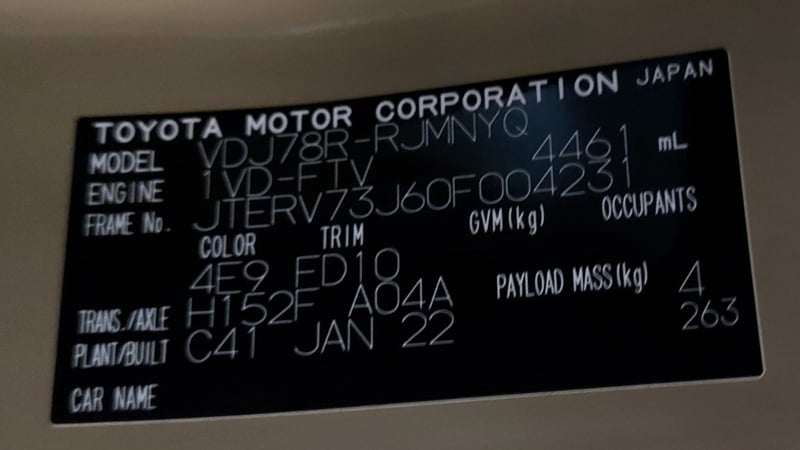 TOYOTA MOTOR CORPORATION JAPAN
MODEL VDJ78R-RJMNYQ
ENGINE 1VD-FTV 4461 mL
FRAME No. JTERV73J60F004231
COLOR TRIM GVM(kg) OCCUPANTS
4E9 FD10 4
TRANS./AXLE H152F A04A PAYLOAD MASS(kg) 263
PLANT/BUILT C41 JAN 22
CAR NAME